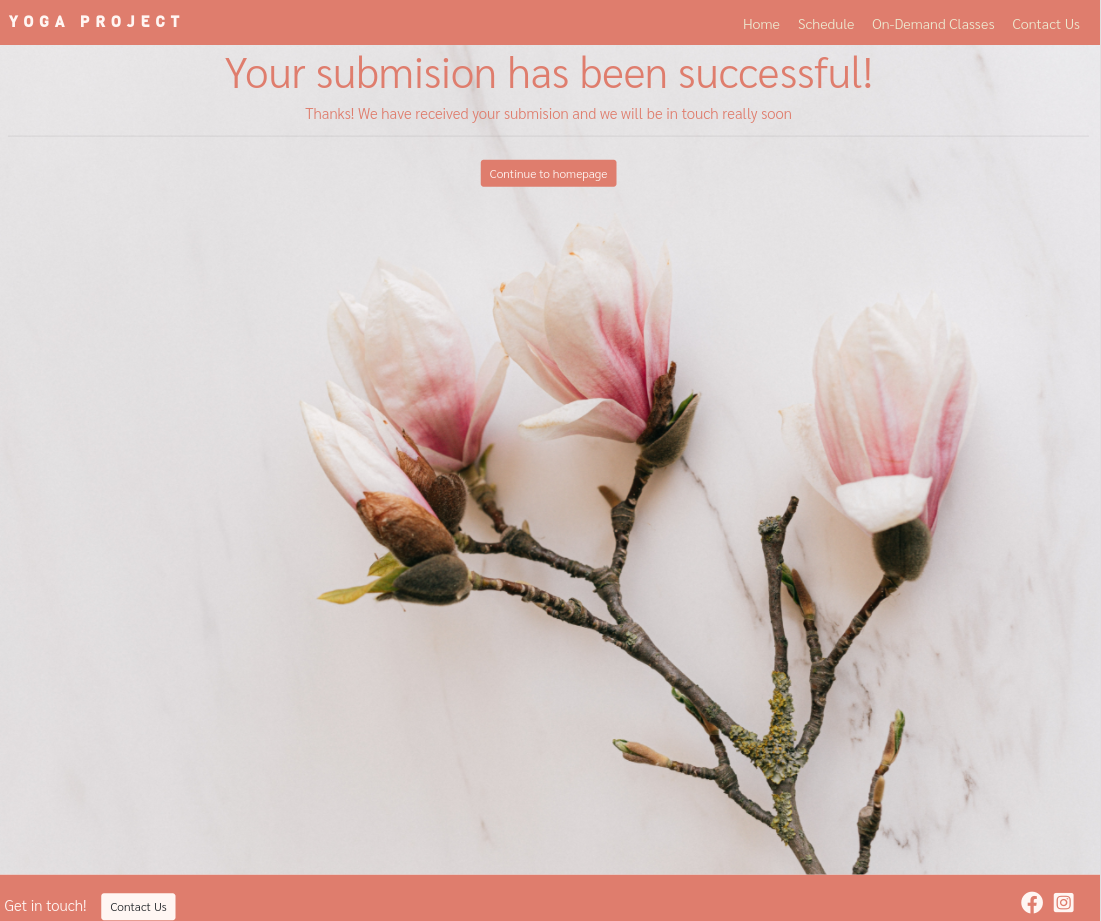 YOGA PROJECT
Home Schedule On-Demand Classes Contact Us
Your submision has been successful!
Thanks! We have received your submision and we will be in touch really soon
Continue to homepage
Get in touch! Contact Us